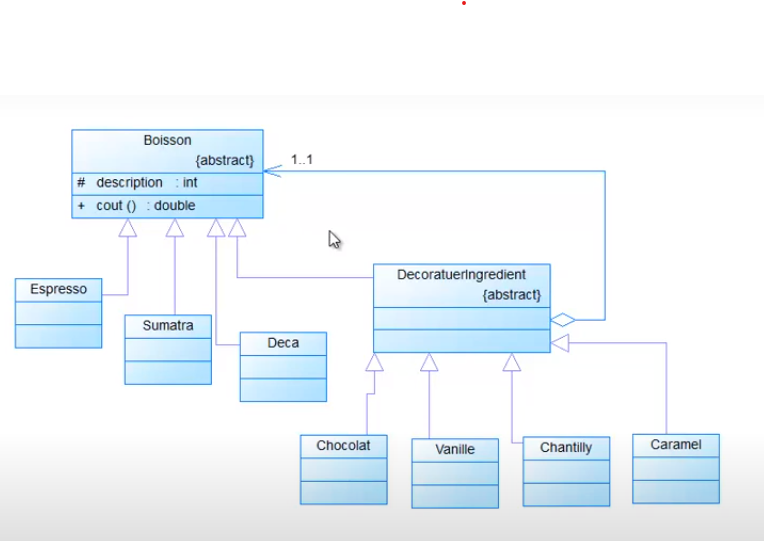 Boisson
{abstract}
1..1
# description : int
+ cout () : double
DecoratuerIngredient
{abstract}
Espresso
Sumatra
Deca
Chocolat
Vanille
Chantilly
Caramel